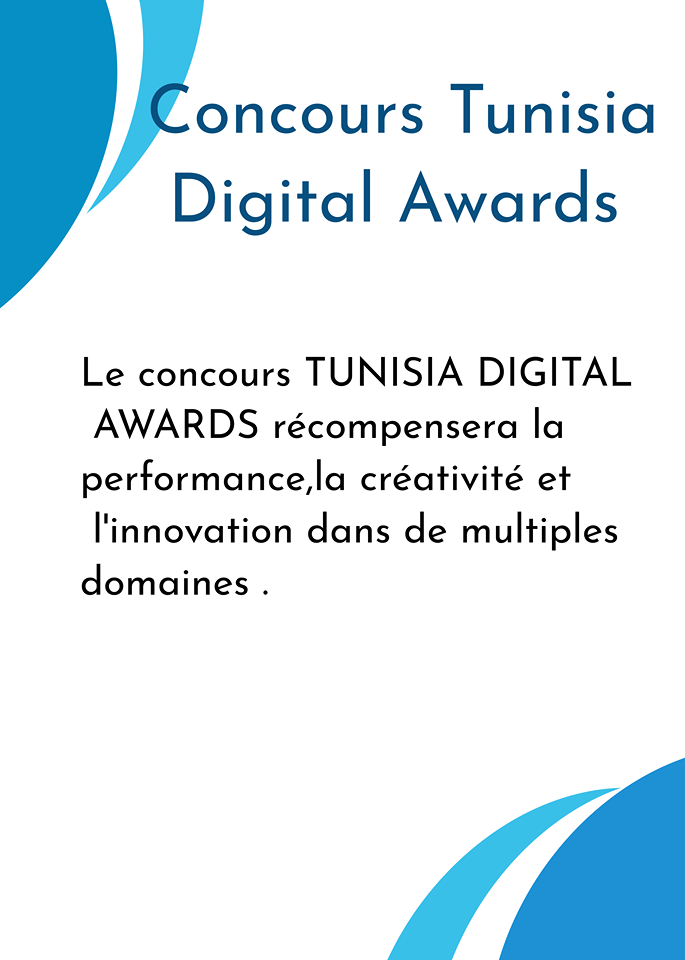 Concours Tunisia
Digital Awards
Le concours TUNISIA DIGITAL
AWARDS récompensera la
performance,la créativité et
l'innovation dans de multiples
domaines .